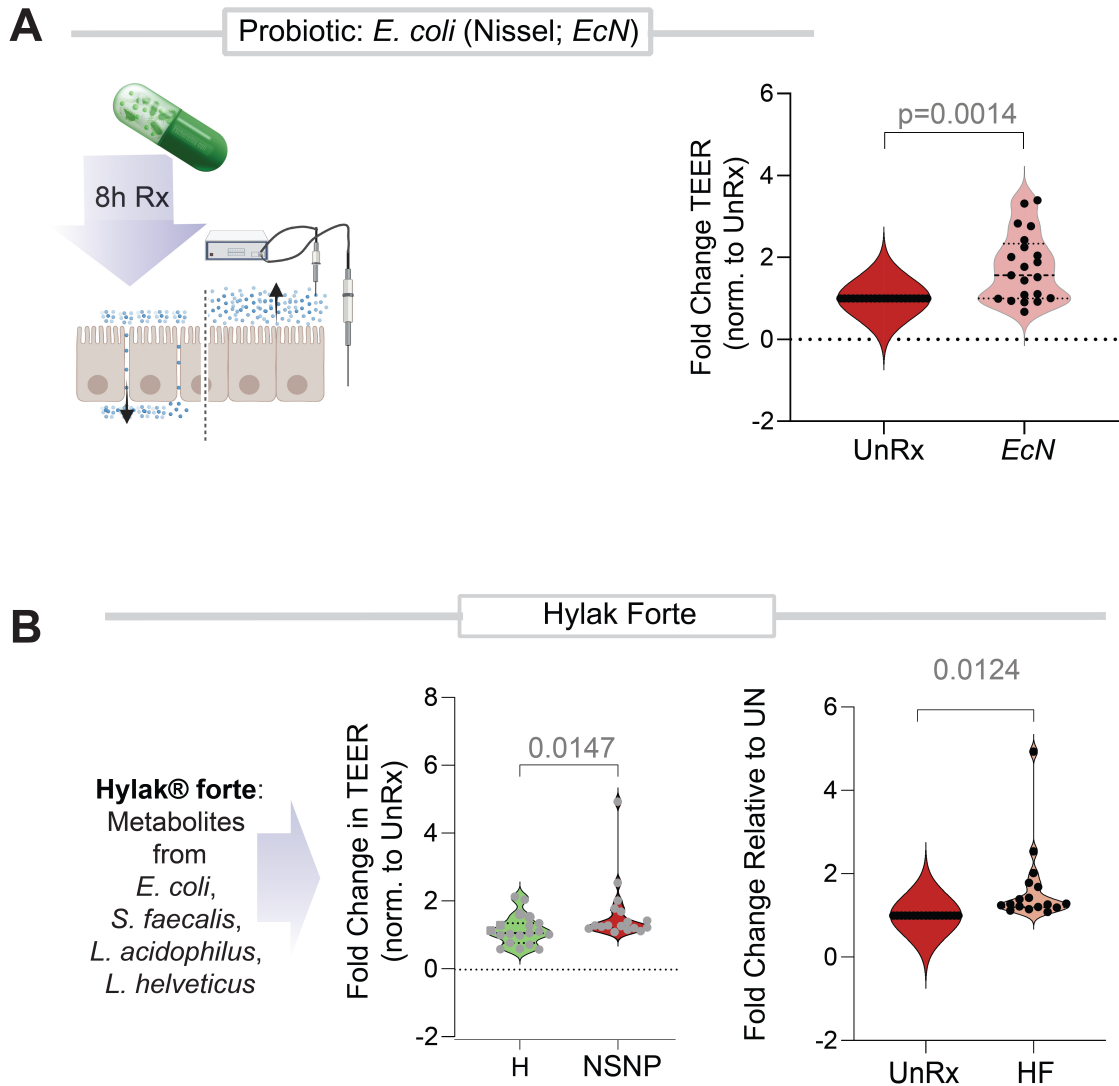 A
Probiotic: E. coli (Nissel; EcN)
8h Rx
Fold Change TEER
(norm. to UnRx)
6
4
2
0
-2
p=0.0014
UnRx
EcN
B
Hylak Forte
Hylak® forte:
Metabolites
from
E. coli,
S. faecalis,
L. acidophilus,
L. helveticus
Fold Change in TEER
(norm. to UnRx)
8
6
4
2
0
-2
0.0147
H
NSNP
Fold Change Relative to UN
6
4
2
0
-2
0.0124
UnRx
HF